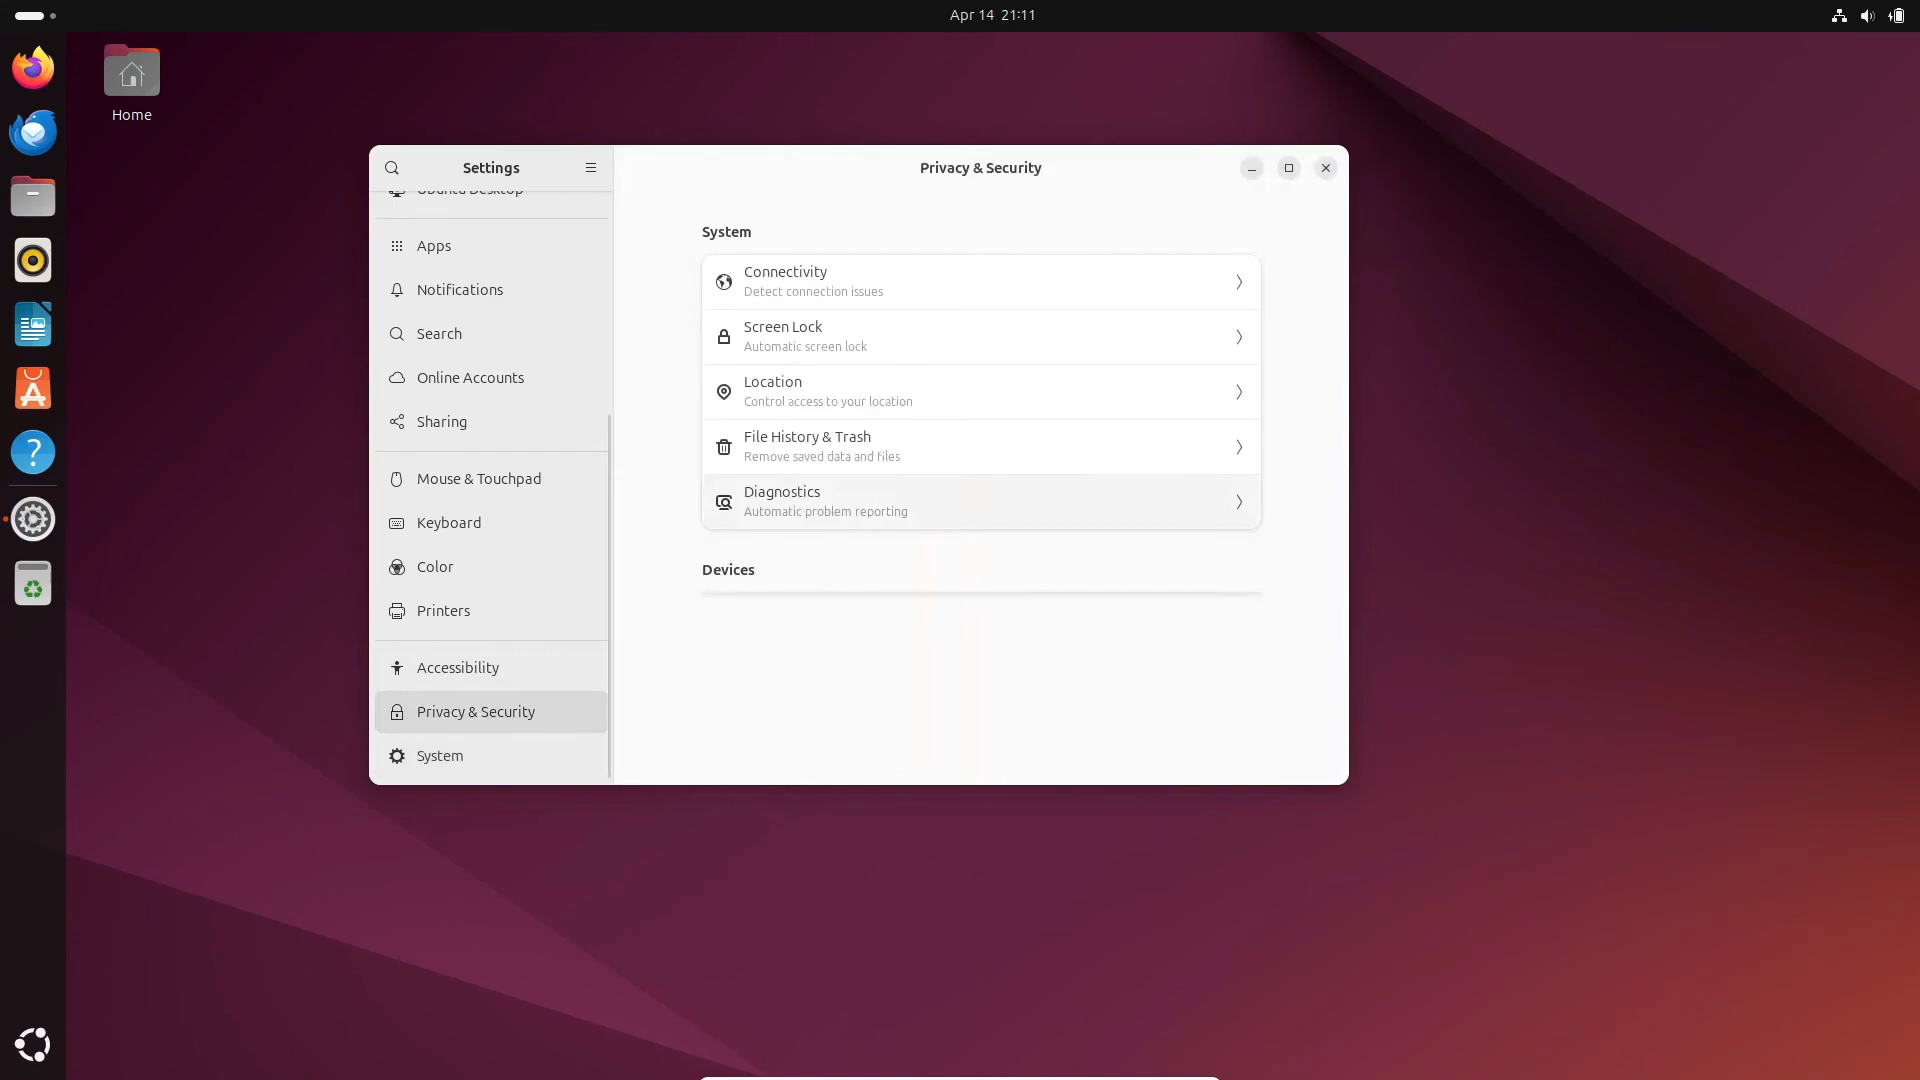 Apr 14 21:11
Home
Settings
Privacy & Security
Ubuntu Desktop
Apps
Notifications
Search
Online Accounts
Sharing
Mouse & Touchpad
Keyboard
Color
Printers
Accessibility
Privacy & Security
System
System
Connectivity
Detect connection issues
Screen Lock
Automatic screen lock
Location
Control access to your location
File History & Trash
Remove saved data and files
Diagnostics
Automatic problem reporting
Devices